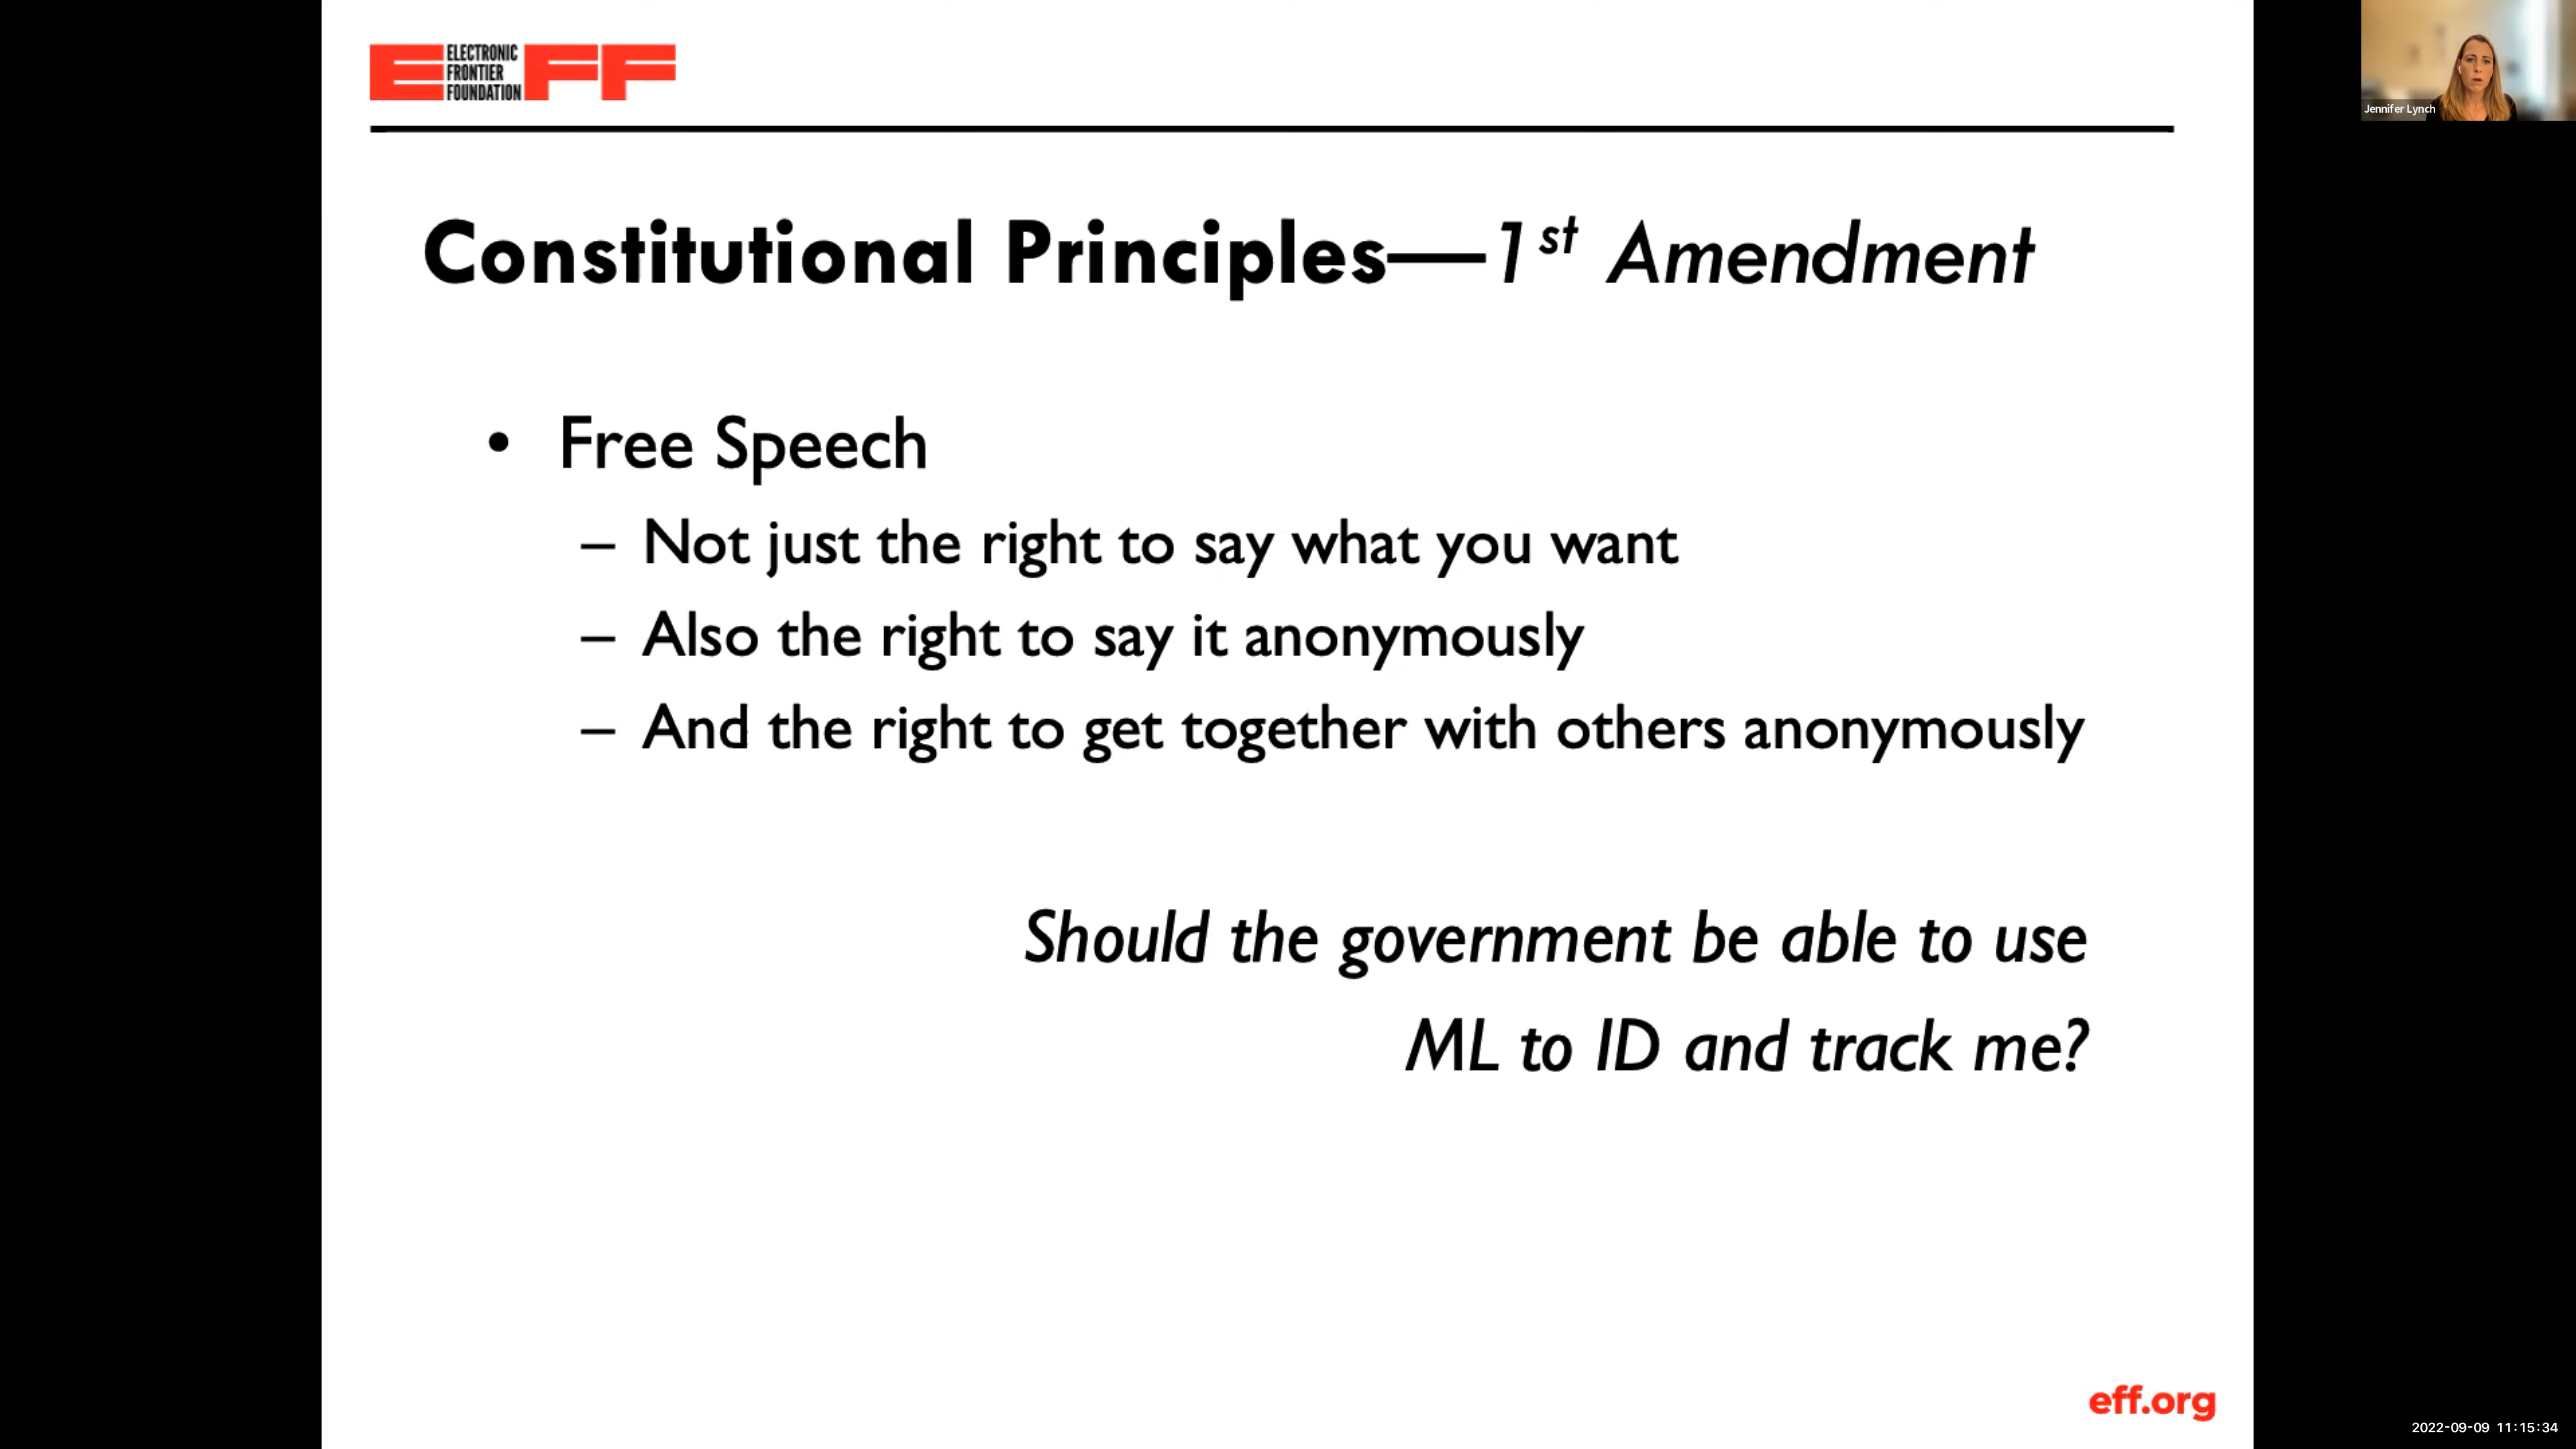 EFF
ELECTRONIC
FRONTIER
FOUNDATION
Jennifer Lynch
Constitutional Principles—1st Amendment
• Free Speech
– Not just the right to say what you want
– Also the right to say it anonymously
– And the right to get together with others anonymously
Should the government be able to use
ML to ID and track me?
eff.org
2022-09-09 11:15:34